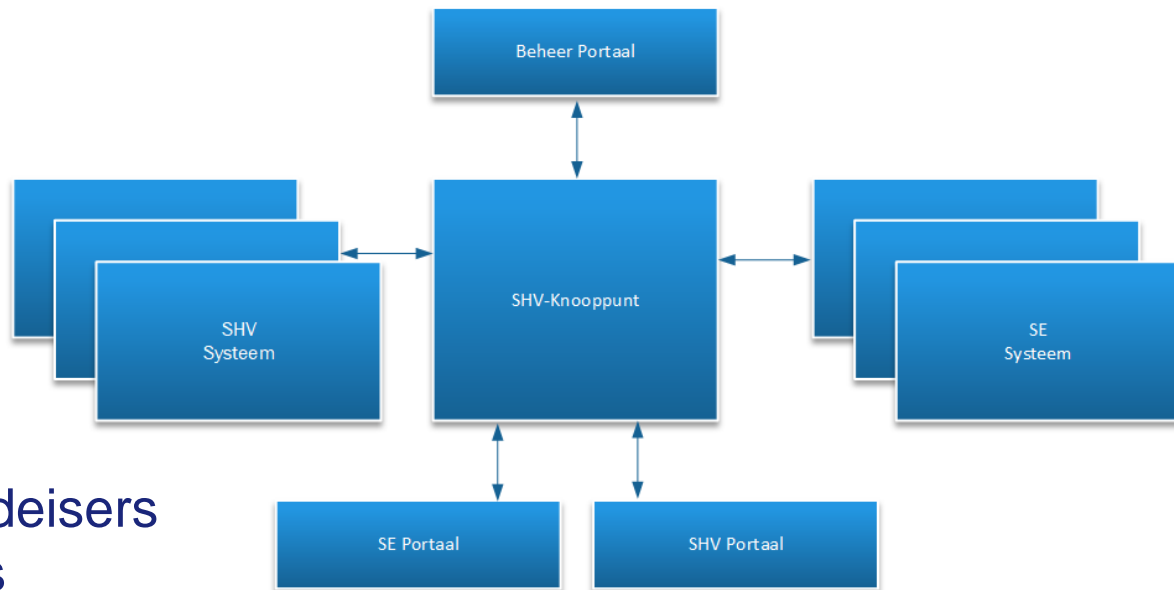 Beheer Portaal
SHV-Knooppunt
SHV
Systeem
SE
Systeem
deisers
SE Portaal
SHV Portaal
s